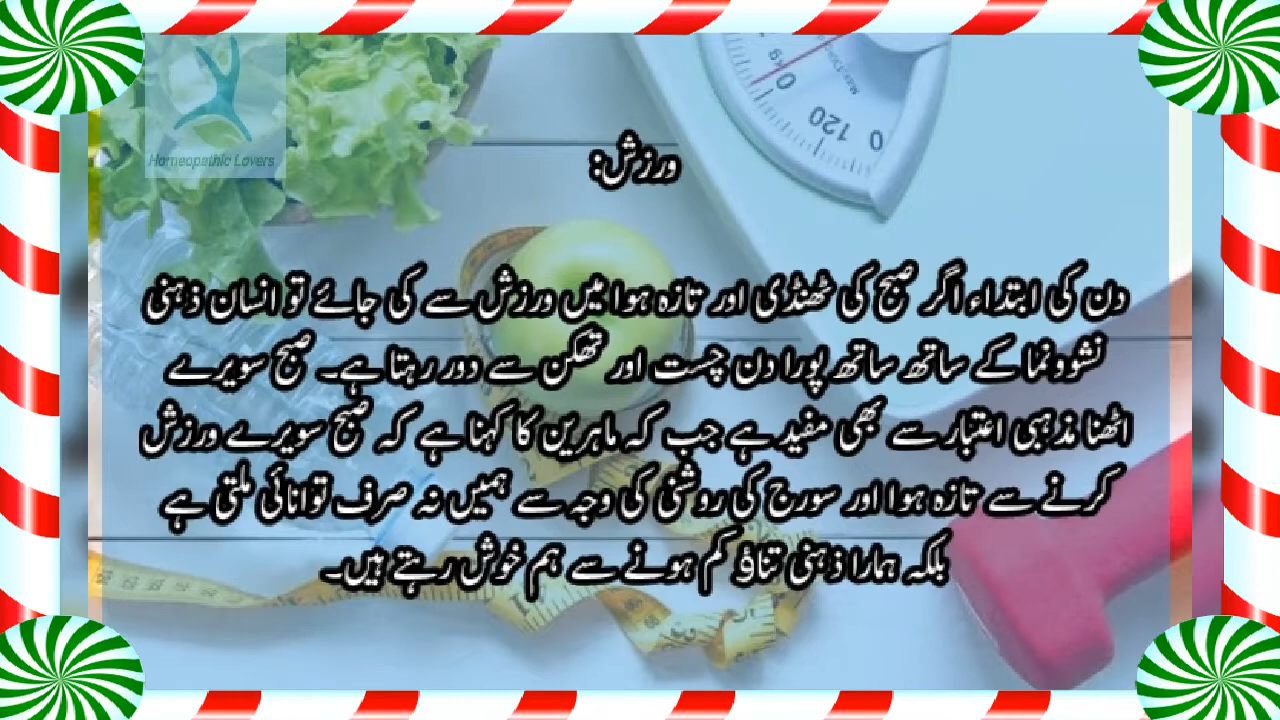 Homeopathic Lovers
kg
0
120
0
ورزش:
دن کی ابتداء اگر صبح کی ٹھنڈی اور تازہ ہوا میں ورزش سے کی جائے تو انسان ذہنی
نشوونما کے ساتھ ساتھ پورا دن چست اور تھکن سے دور رہتا ہے۔ صبح سویرے
اٹھنا مذہبی اعتبار سے بھی مفید ہے جب کہ ماہرین کا کہنا ہے کہ صبح سویرے ورزش
کرنے سے تازہ ہوا اور سورج کی روشنی کی وجہ سے ہمیں نہ صرف توانائی ملتی ہے
بلکہ ہمارا ذہنی تناؤ کم ہونے سے ہم خوش رہتے ہیں۔